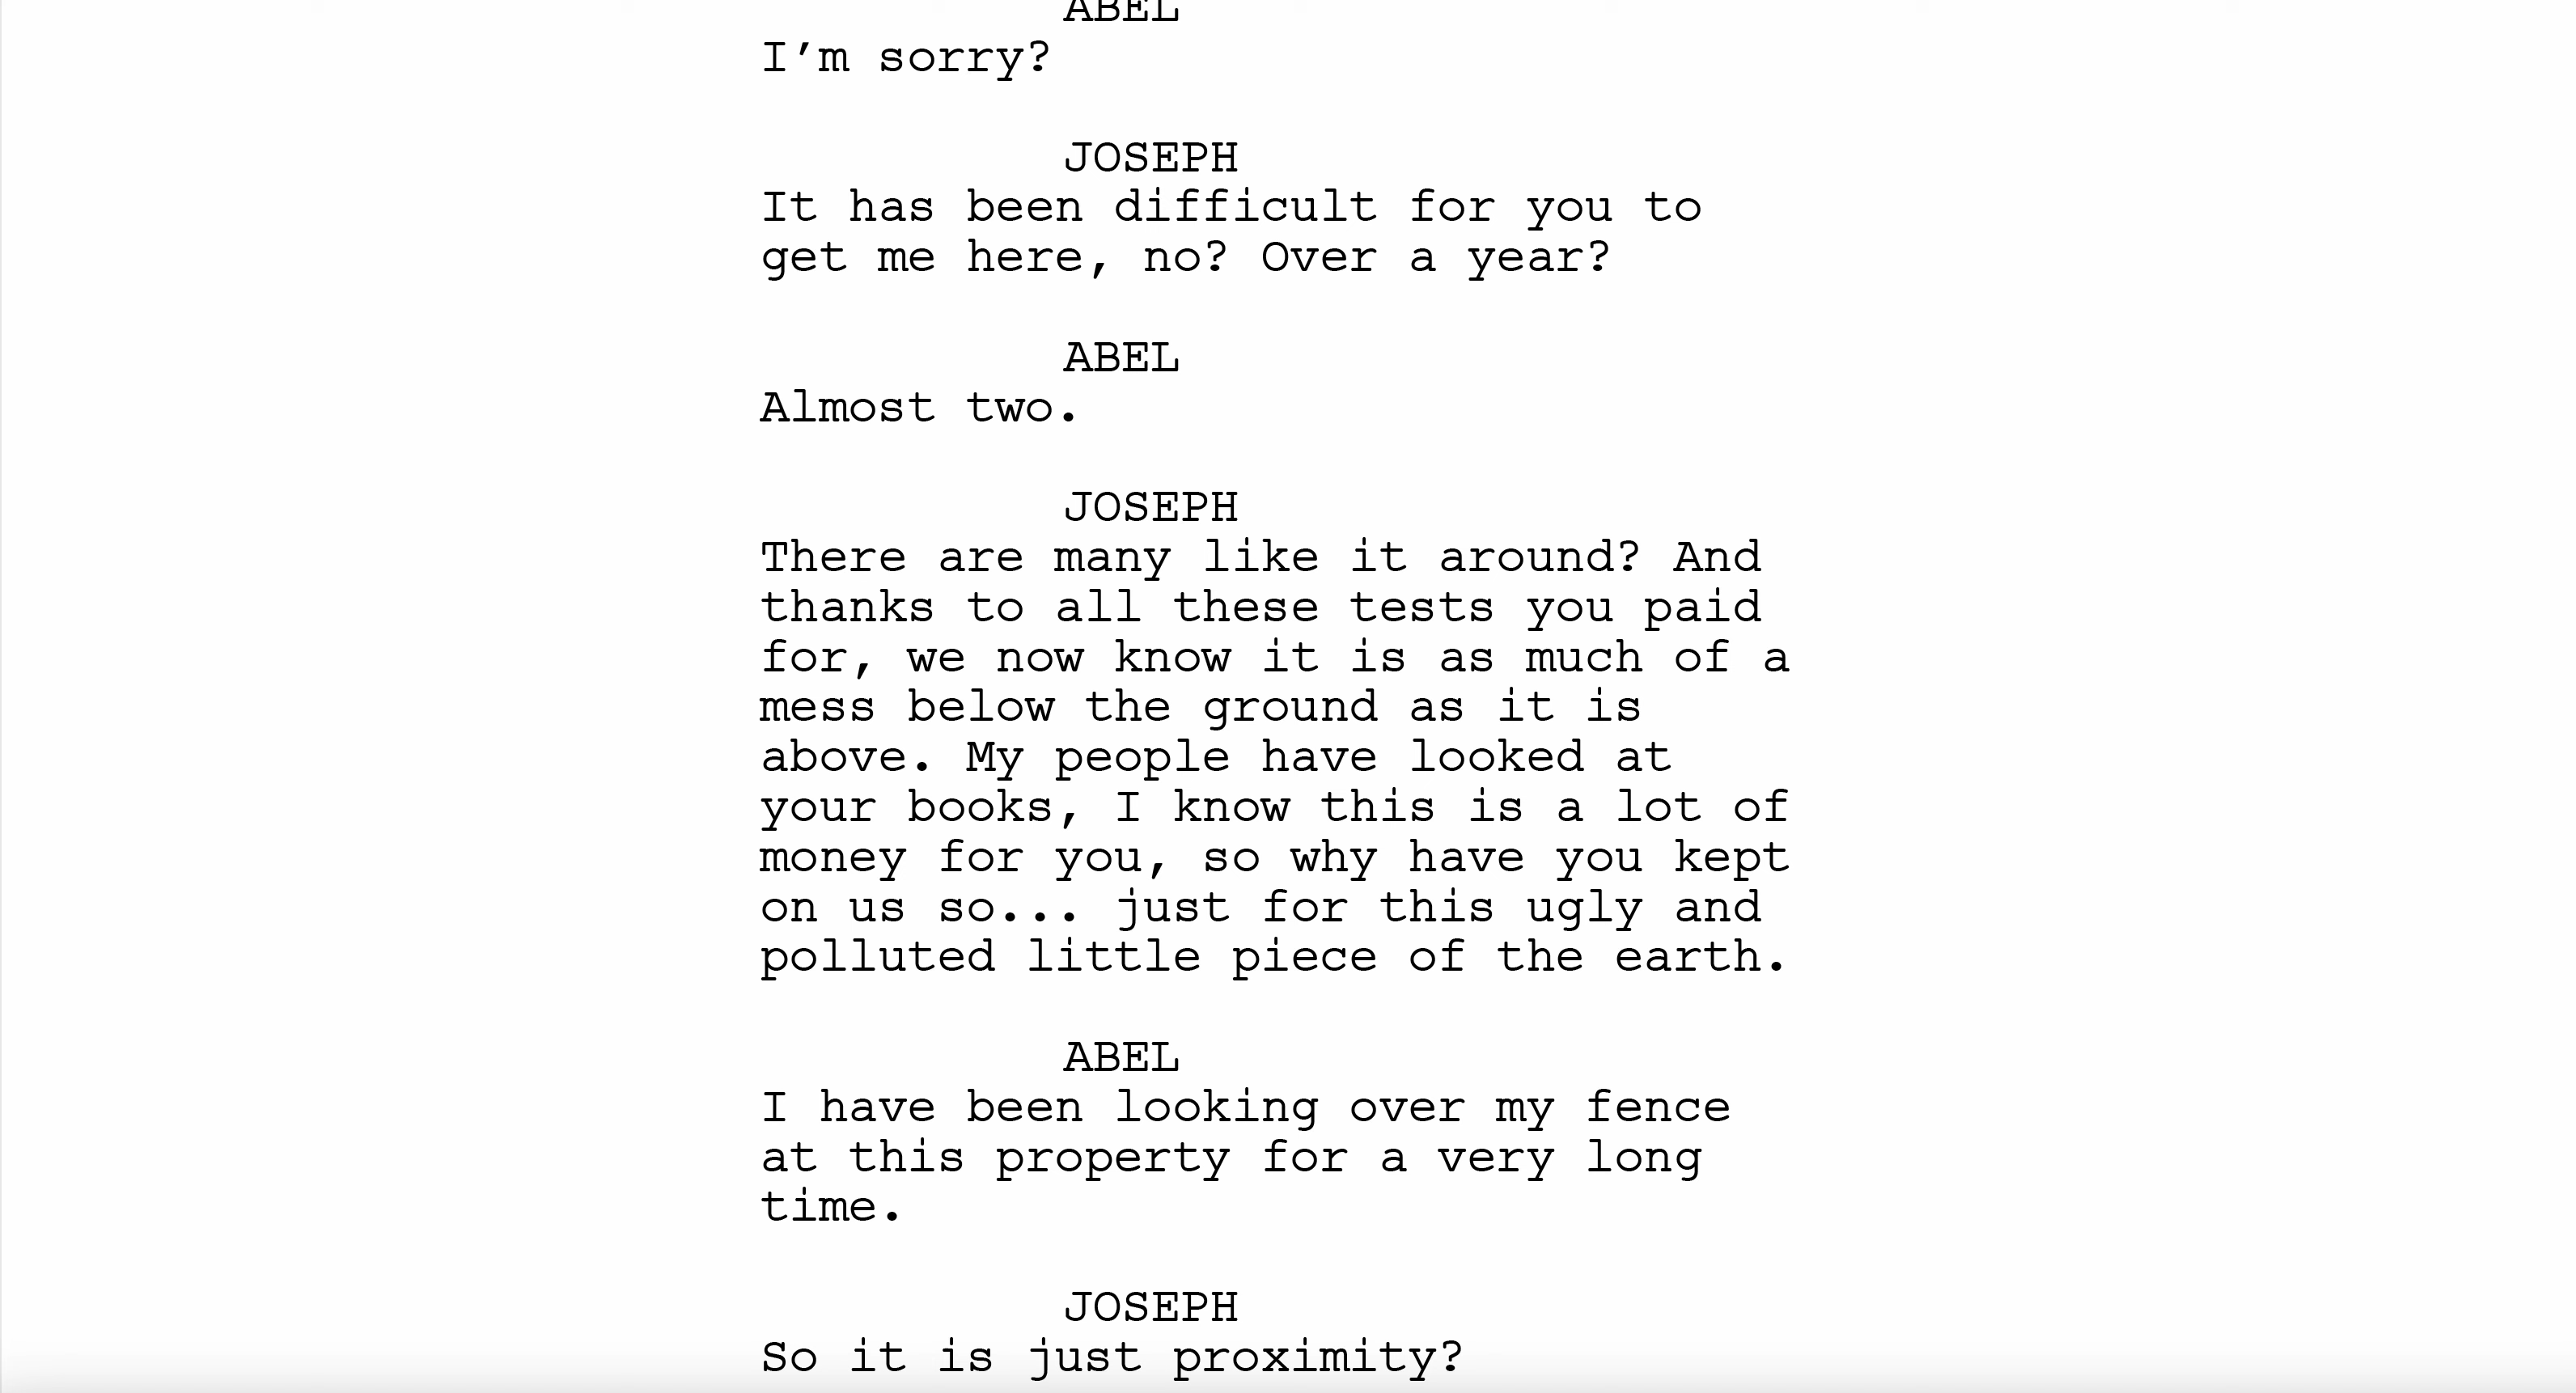 ABEL
I’m sorry?
JOSEPH
It has been difficult for you to
get me here, no? Over a year?
ABEL
Almost two.
JOSEPH
There are many like it around? And
thanks to all these tests you paid
for, we now know it is as much of a
mess below the ground as it is
above. My people have looked at
your books, I know this is a lot of
money for you, so why have you kept
on us so... just for this ugly and
polluted little piece of the earth.
ABEL
I have been looking over my fence
at this property for a very long
time.
JOSEPH
So it is just proximity?